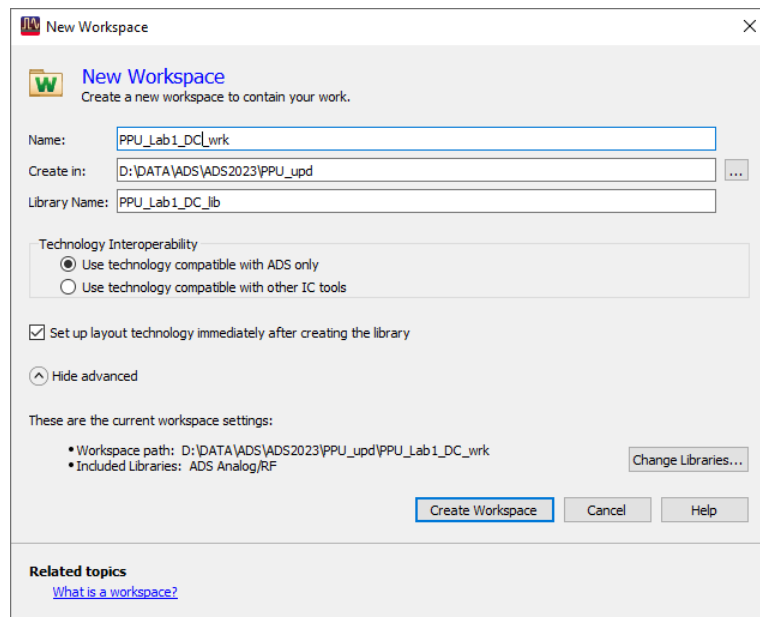 New Workspace
New Workspace
Create a new workspace to contain your work.
Name: PPU_Lab1_DC_wrk
Create in: D:\DATA\ADS\ADS2023\PPU_upd ...
Library Name: PPU_Lab1_DC_lib
Technology Interoperability
Use technology compatible with ADS only
Use technology compatible with other IC tools
Set up layout technology immediately after creating the library
Hide advanced
These are the current workspace settings:
• Workspace path: D:\DATA\ADS\ADS2023\PPU_upd\PPU_Lab1_DC_wrk
• Included Libraries: ADS Analog/RF
Change Libraries...
Create Workspace Cancel Help
Related topics
What is a workspace?